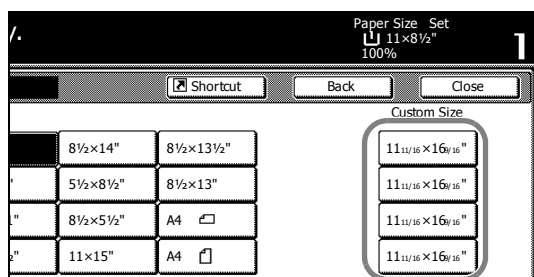 /.
Paper Size Set
1 11×8½"
100%
1
Shortcut Back Close
Custom Size
8½×14" 8½×13½" 11 11/16×16 9/16"
" 5½×8½" 8½×13" 11 11/16×16 9/16"
" 8½×5½" A4 11 11/16×16 9/16"
" 11×15" A4 11 11/16×16 9/16"